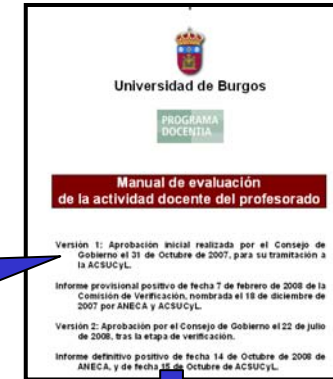 Universidad de Burgos
PROGRAMA
DOCENTIA
Manual de evaluación
de la actividad docente del profesorado
Versión 1: Aprobación inicial realizada por el Consejo de
Gobierno el 31 de Octubre de 2007, para su tramitación a
la ACSUCyL.
Informe provisional positivo de fecha 7 de febrero de 2008 de la
Comisión de Verificación, nombrada el 18 de diciembre de
2007 por ANECA y ACSUCyL.
Versión 2: Aprobación por el Consejo de Gobierno el 22 de julio
de 2008, tras la etapa de verificación.
Informe definitivo positivo de fecha 14 de Octubre de 2008 de
ANECA, y de fecha 15 de Octubre de ACSUCyL.